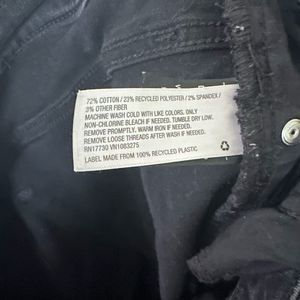 72% COTTON / 23% RECYCLED POLYESTER / 2% SPANDEX /
3% OTHER FIBER
MACHINE WASH COLD WITH LIKE COLORS, ONLY
NON-CHLORINE BLEACH IF NEEDED. TUMBLE DRY LOW.
REMOVE PROMPTLY. WARM IRON IF NEEDED.
REMOVE LOOSE THREADS AFTER EACH WASH.
RN17730 VN1083275
LABEL MADE FROM 100% RECYCLED PLASTIC